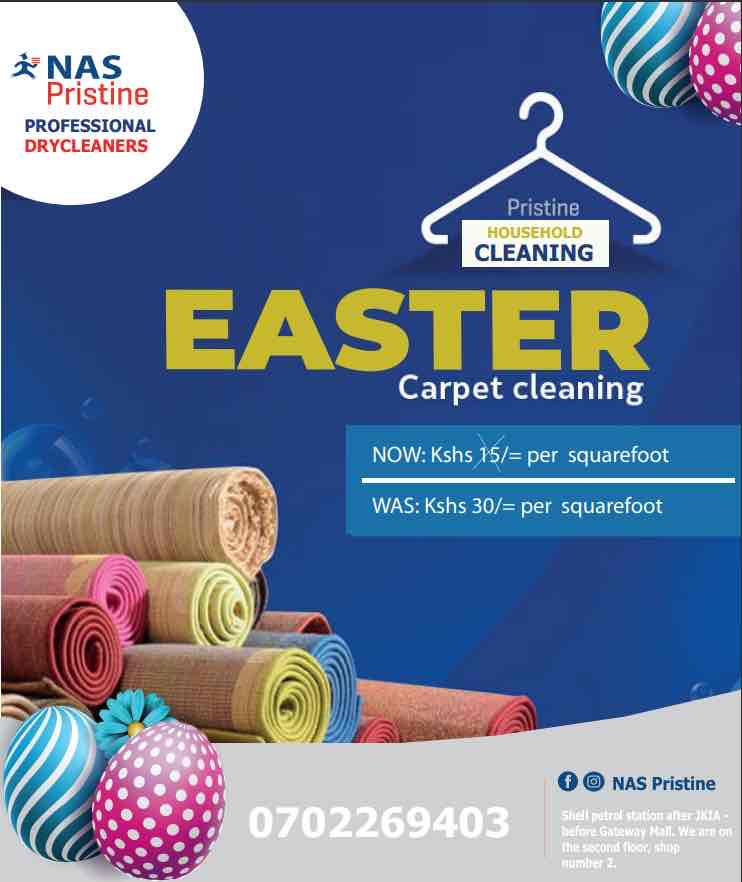 NAS
Pristine
PROFESSIONAL
DRYCLEANERS
Pristine
HOUSEHOLD
CLEANING
EASTER
Carpet cleaning
NOW: Kshs 15/= per squarefoot
WAS: Kshs 30/= per squarefoot
0702269403
NAS Pristine
Shell petrol station after JKIA -
before Gateway Mall. We are on
the second floor, shop
number 2.